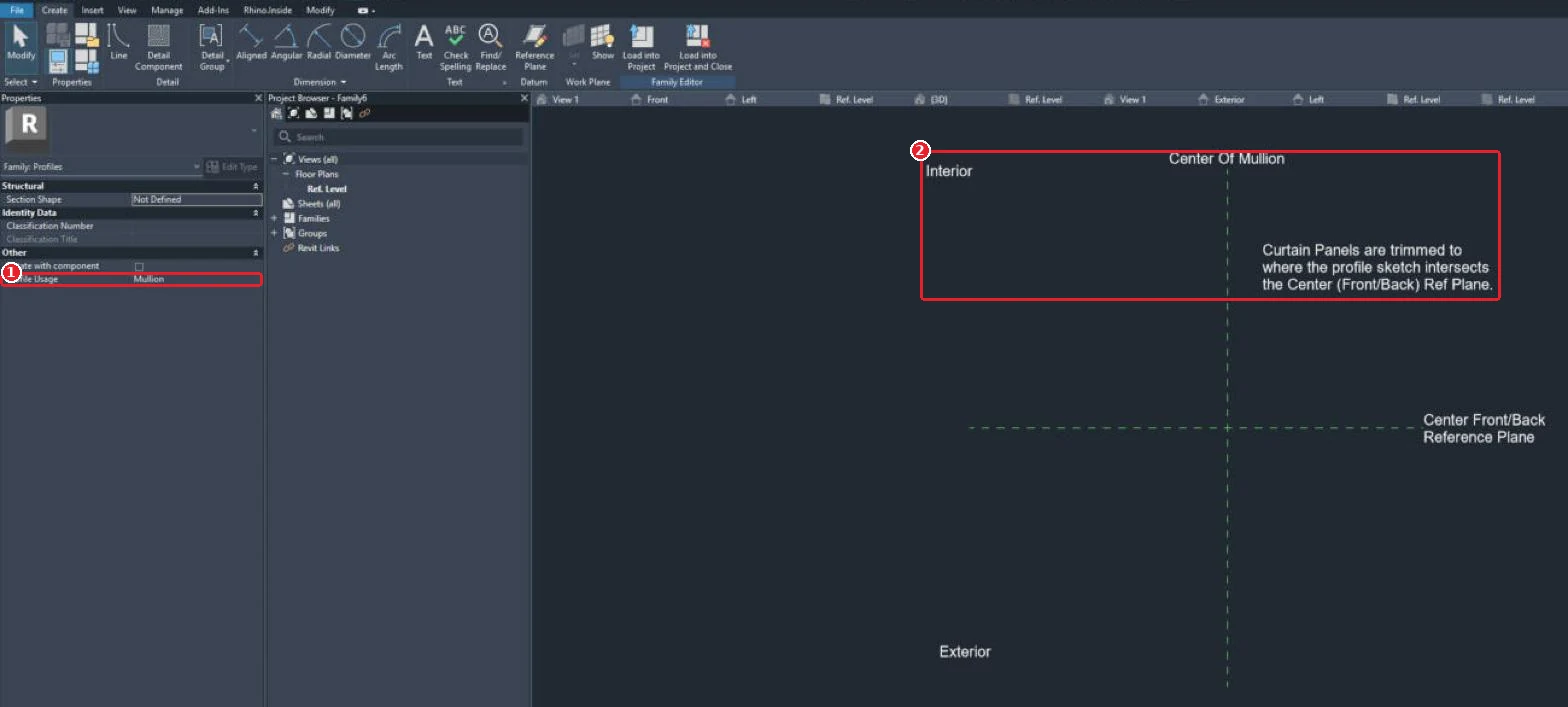 File Create Insert View Manage Add-Ins Rhino.Inside Modify
Modify
Line
Detail Component
Detail Group
Aligned Angular Radial Diameter
Arc Length
Text
Check Spelling
Find/ Replace
Reference Plane
Set
Show
Load into Project
Load into Project and Close
Select Properties Detail Dimension Text Datum Work Plane Family Editor
Properties
R
Family: Profiles
Edit Type
Structural
Section Shape Not Defined
Identity Data
Classification Number
Classification Title
Other
ate with component
1
file Usage Mullion
Project Browser - Family6
Search
Views (all)
Floor Plans
Ref. Level
Sheets (all)
Families
Groups
Revit Links
View 1 Front Left Ref. Level {3D} Ref. Level View 1 Exterior Left Ref. Level Ref. Level
2
Center Of Mullion
Interior
Curtain Panels are trimmed to
where the profile sketch intersects
the Center (Front/Back) Ref Plane.
Center Front/Back
Reference Plane
Exterior